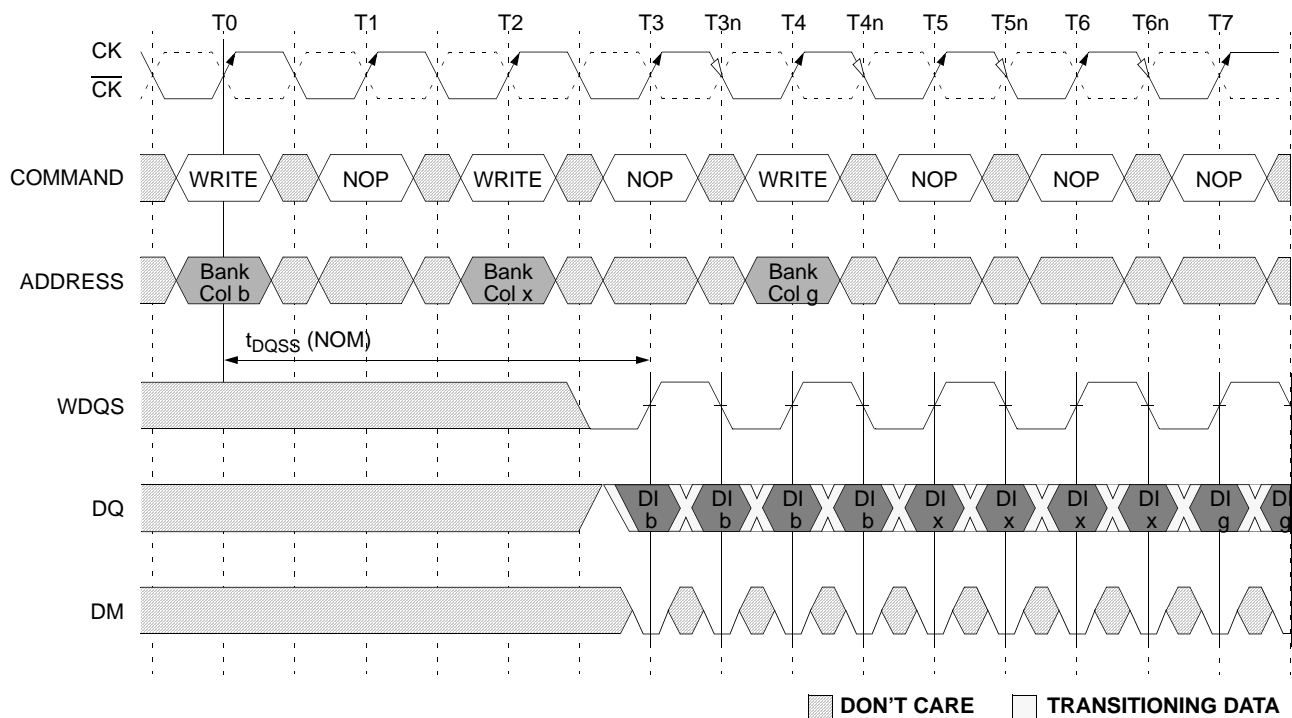 T0 T1 T2 T3 T3n T4 T4n T5 T5n T6 T6n T7
CK
CK
COMMAND WRITE NOP WRITE NOP WRITE NOP NOP NOP
ADDRESS
Bank Bank Bank
Col b Col x Col g
tDQSS (NOM)
WDQS
DQ
DI DI DI DI DI DI DI DI DI DI
b b b b x x x x g g
DM
DON'T CARE TRANSITIONING DATA